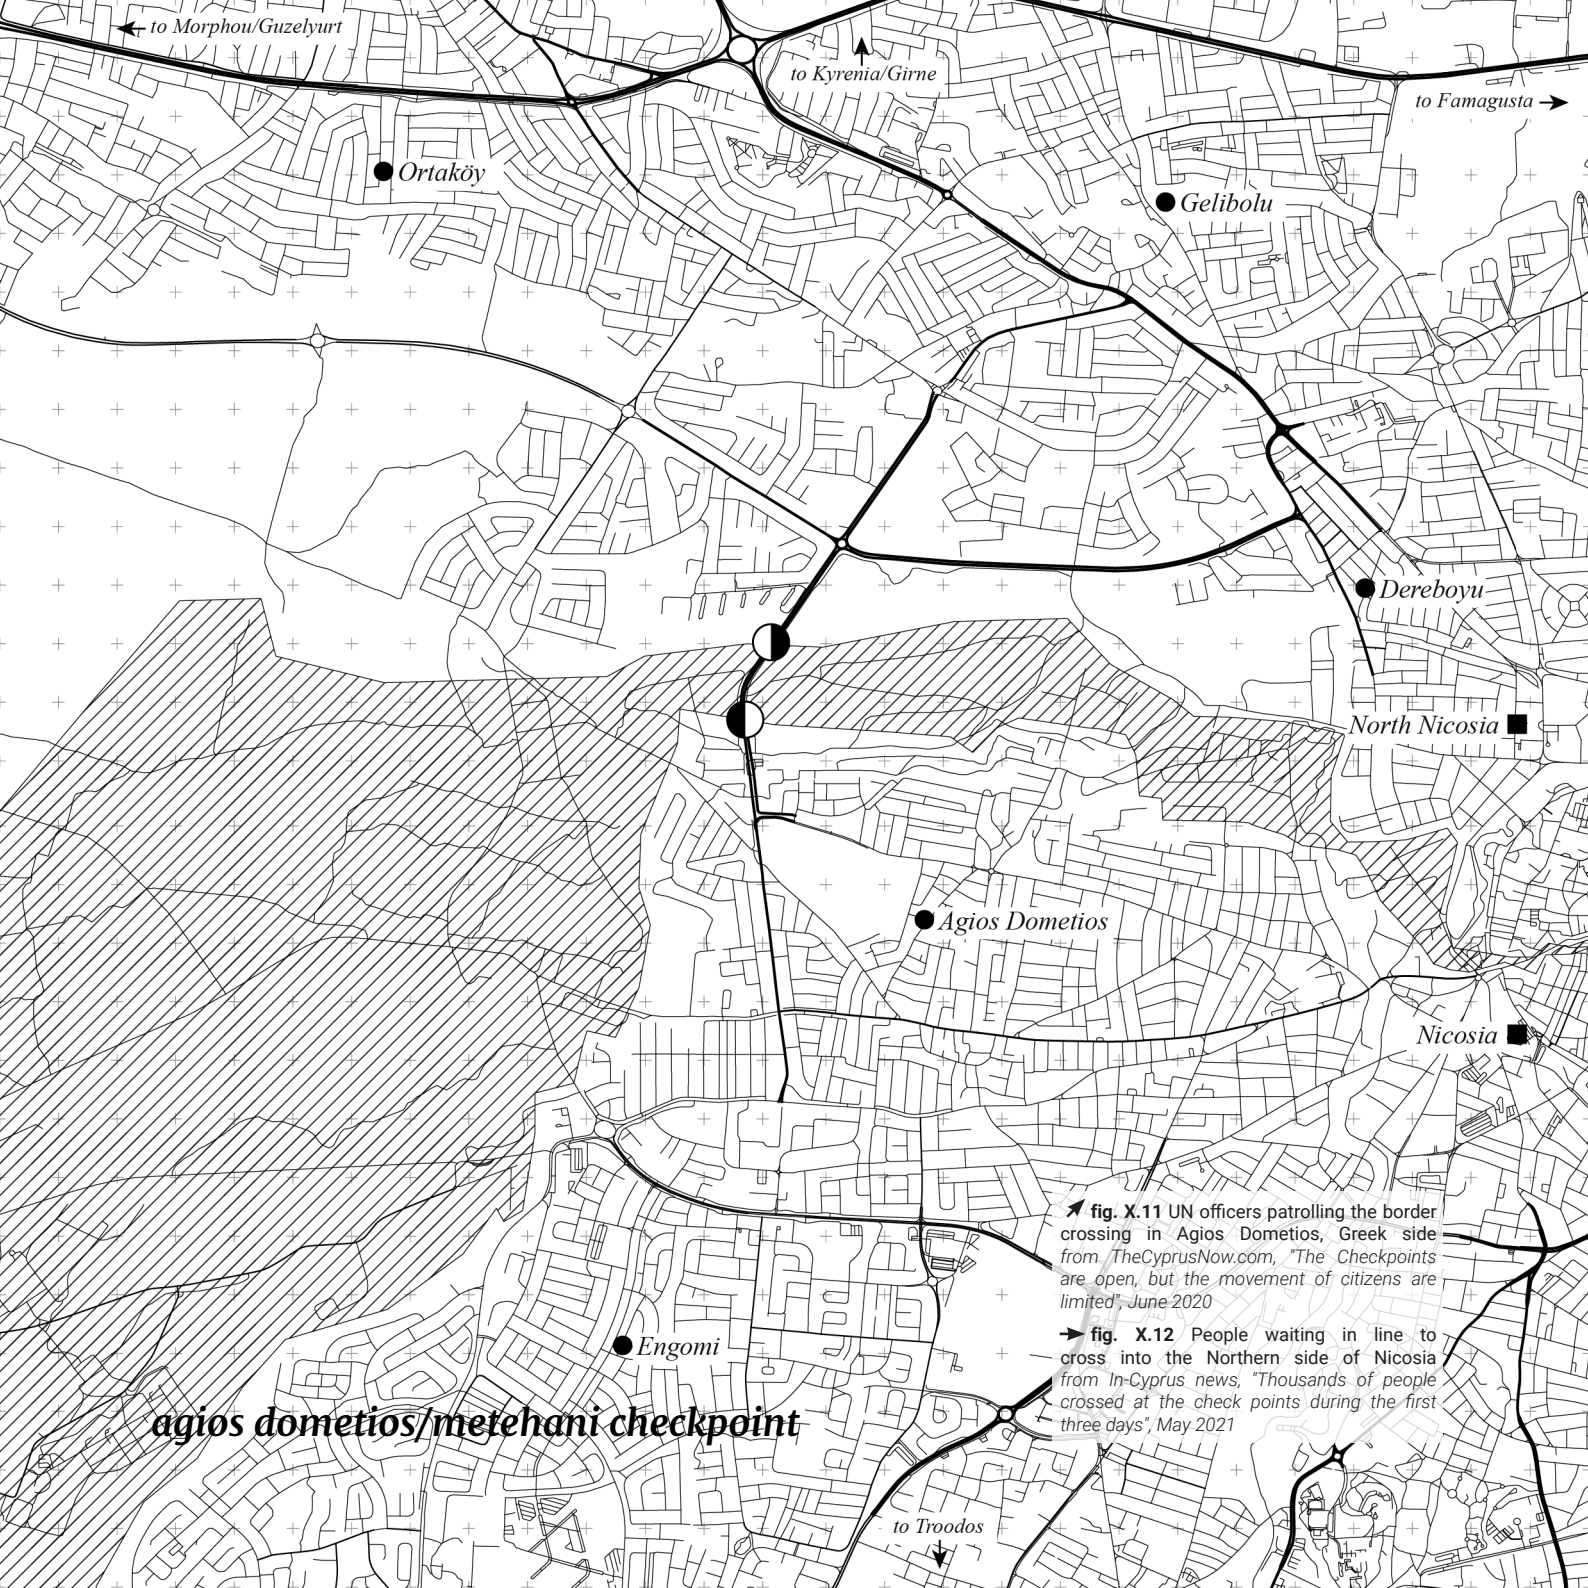 to Morphou/Guzelyurt
to Kyrenia/Girne
to Famagusta
Ortaköy
Gelibolu
Dereboyu
North Nicosia
Agios Dometios
Nicosia
fig. X.11 UN officers patrolling the border
crossing in Agios Dometios, Greek side
from TheCyprusNow.com, "The Checkpoints
are open, but the movement of citizens are
limited", June 2020
fig. X.12 People waiting in line to
cross into the Northern side of Nicosia
from In-Cyprus news, "Thousands of people
crossed at the check points during the first
three days", May 2021
Engomi
agios dometios/metehani checkpoint
to Troodos